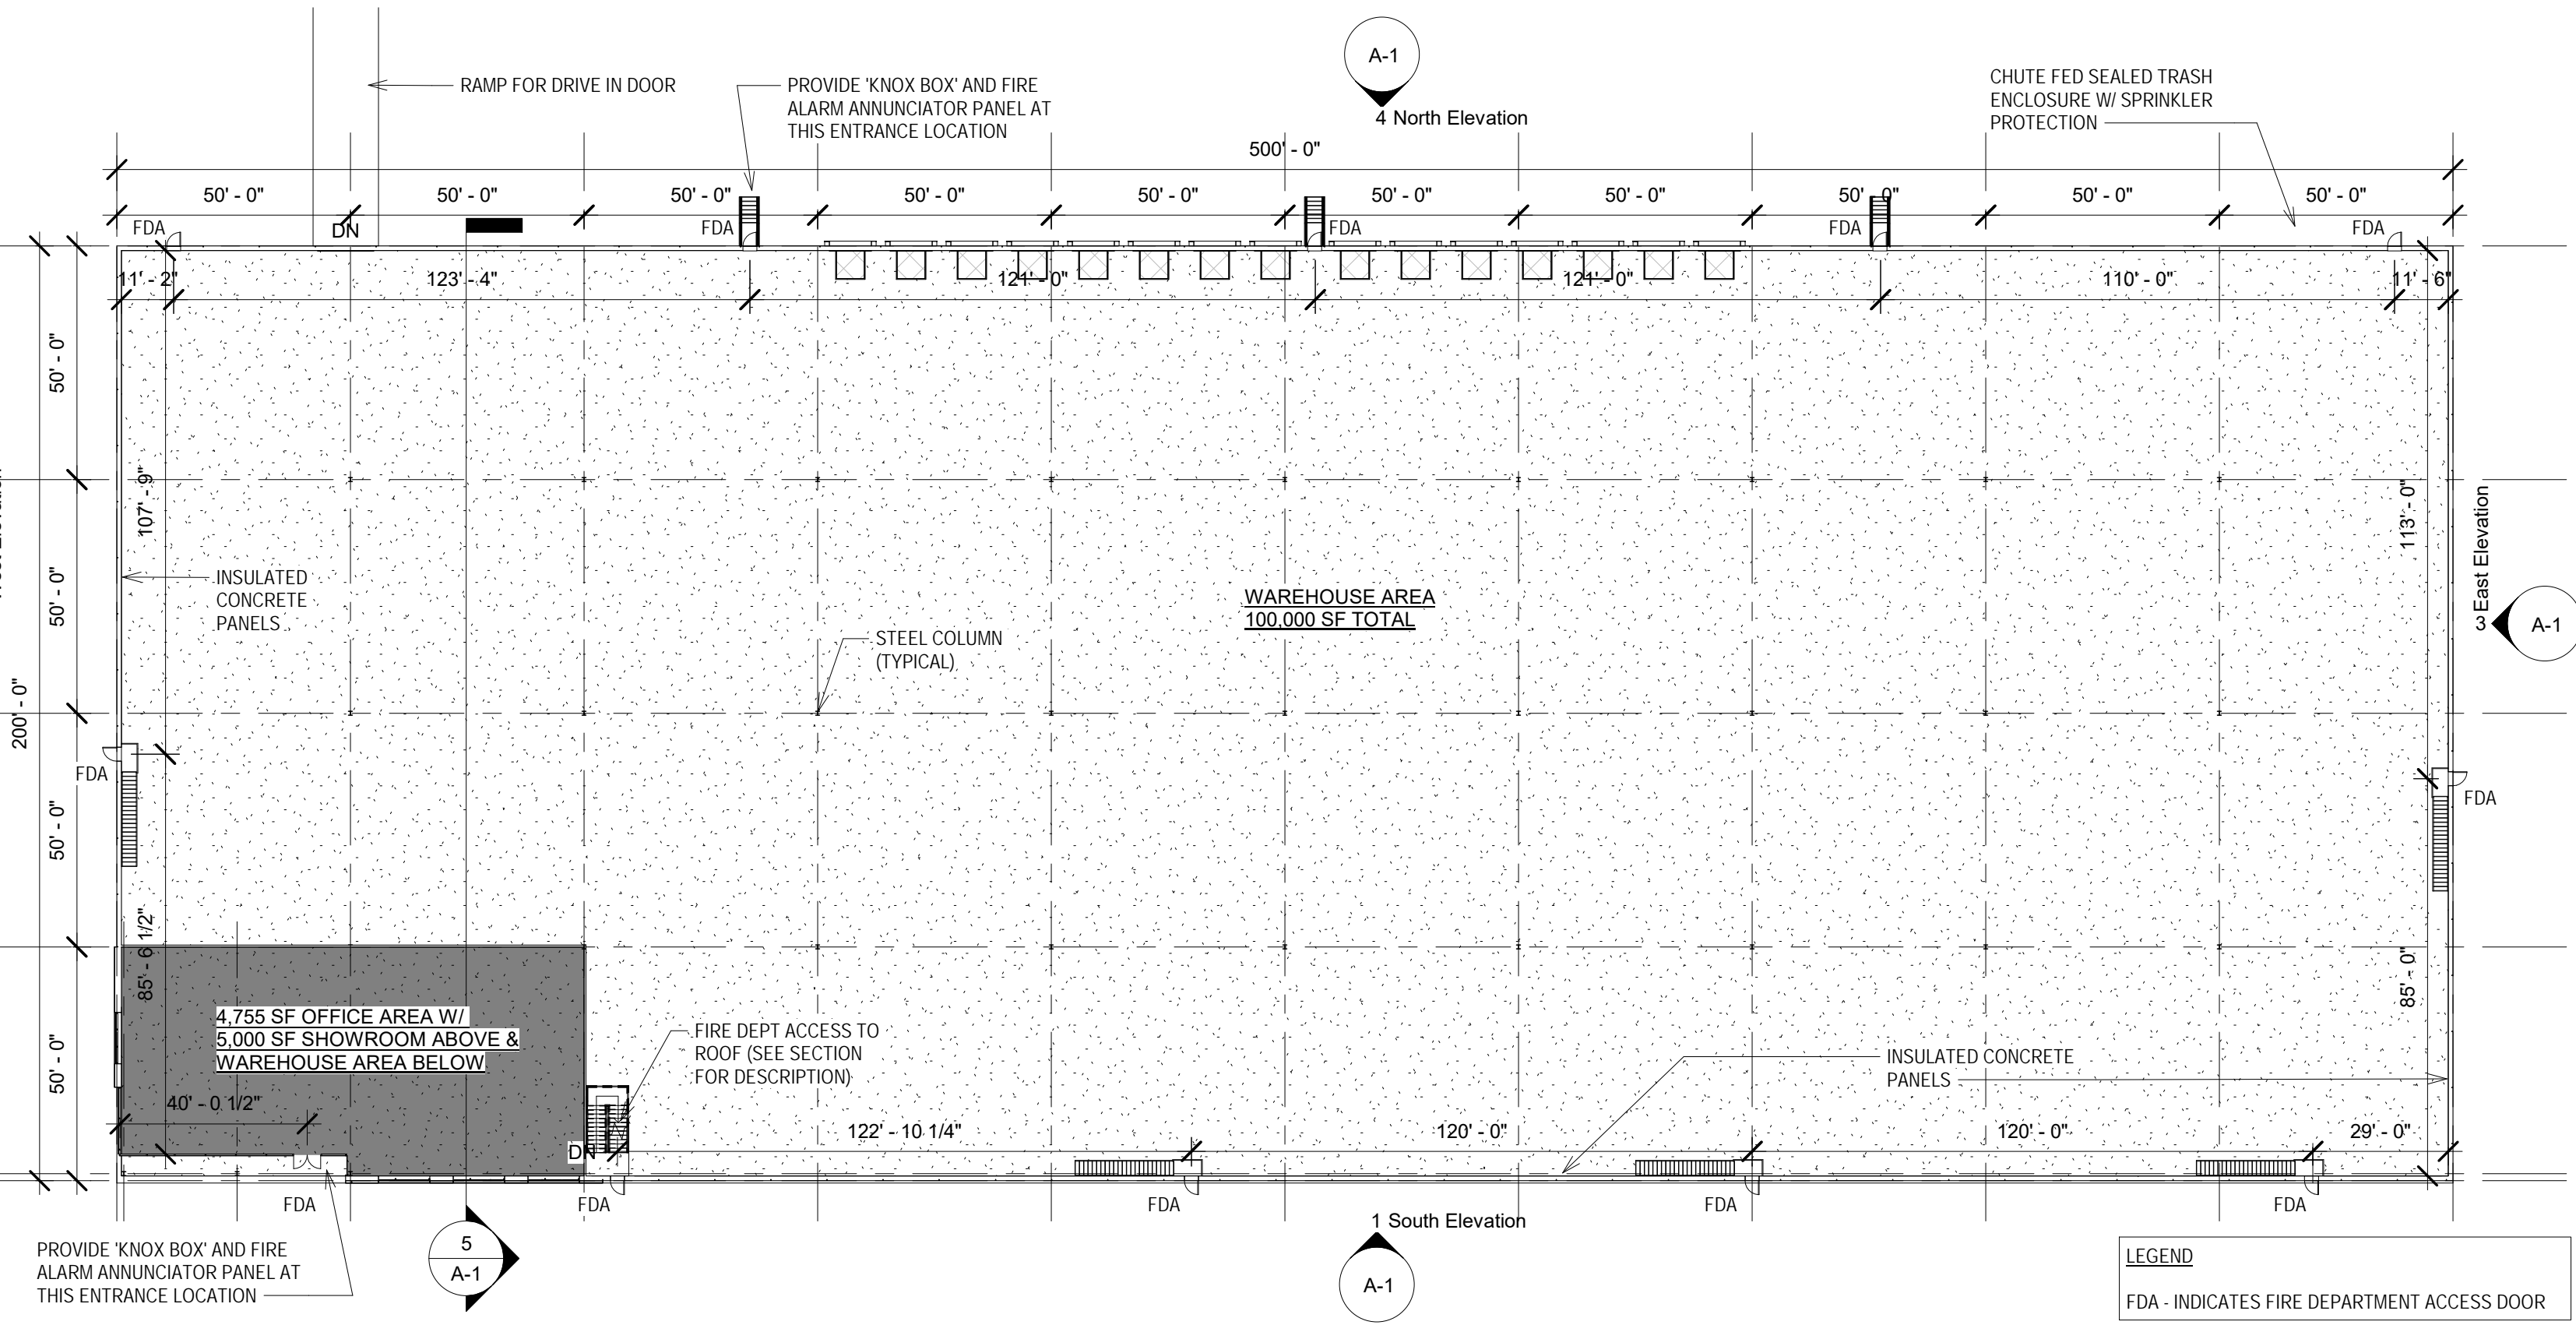 A-1
4 North Elevation
RAMP FOR DRIVE IN DOOR
PROVIDE 'KNOX BOX' AND FIRE
ALARM ANNUNCIATOR PANEL AT
THIS ENTRANCE LOCATION
CHUTE FED SEALED TRASH
ENCLOSURE W/ SPRINKLER
PROTECTION
500' - 0"
50' - 0"
50' - 0"
50' - 0"
50' - 0"
50' - 0"
50' - 0"
50' - 0"
50' - 0"
50' - 0"
50' - 0"
FDA
DN
FDA
FDA
FDA
FDA
11' - 2"
123' - 4"
121' - 0"
121' - 0"
110' - 0"
11' - 6"
50' - 0"
107' - 9"
113' - 0"
INSULATED
CONCRETE
PANELS
50' - 0"
WAREHOUSE AREA
100,000 SF TOTAL
STEEL COLUMN
(TYPICAL)
3 East Elevation
A-1
200' - 0"
FDA
FDA
50' - 0"
85' - 6 1/2"
85' - 0"
4,755 SF OFFICE AREA W/
5,000 SF SHOWROOM ABOVE &
WAREHOUSE AREA BELOW
50' - 0"
FIRE DEPT ACCESS TO
ROOF (SEE SECTION
FOR DESCRIPTION)
INSULATED CONCRETE
PANELS
40' - 0 1/2"
DN
122' - 10 1/4"
120' - 0"
120' - 0"
29' - 0"
FDA
FDA
FDA
FDA
FDA
1 South Elevation
A-1
5
A-1
PROVIDE 'KNOX BOX' AND FIRE
ALARM ANNUNCIATOR PANEL AT
THIS ENTRANCE LOCATION
LEGEND
FDA - INDICATES FIRE DEPARTMENT ACCESS DOOR